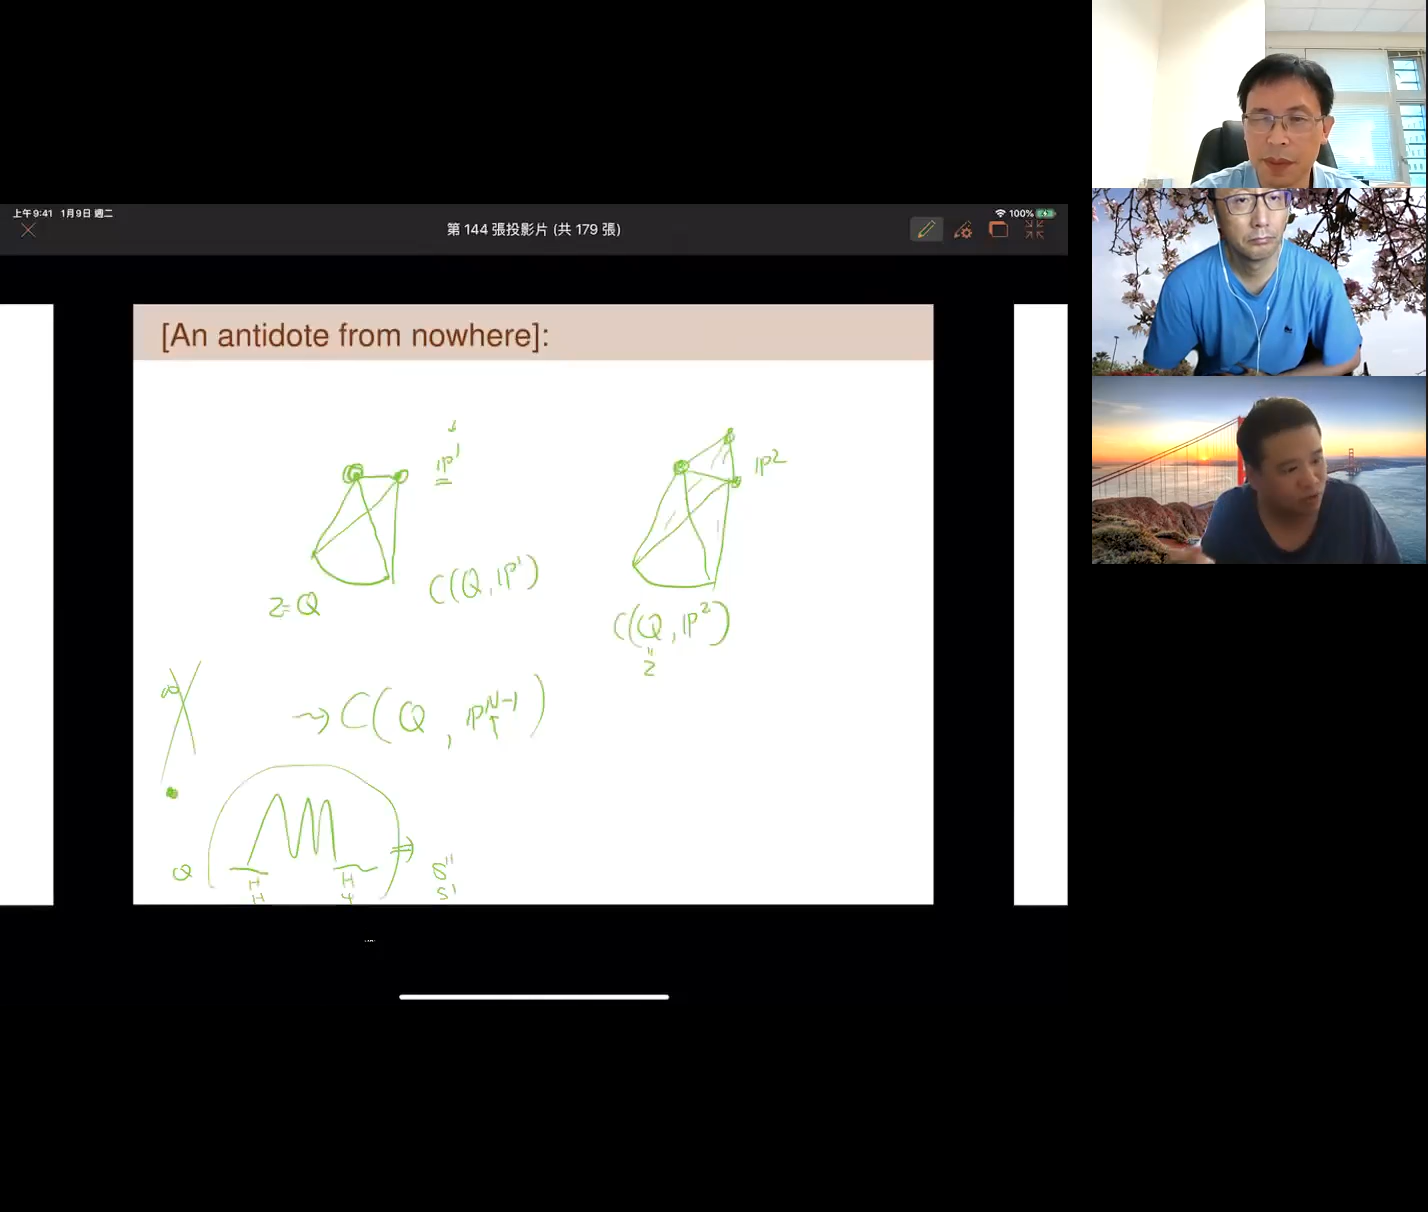 上午9:41 1月9日 週二
100%
第 144 張投影片 (共 179 張)
[An antidote from nowhere]:
ℙ¹
ℙ²
C(Q, ℙ¹)
Z=Q
C(Q, ℙ²)
Z
→ C(Q, ℙᴺ⁻¹)
∞
Q
H
H
H
S''
S'